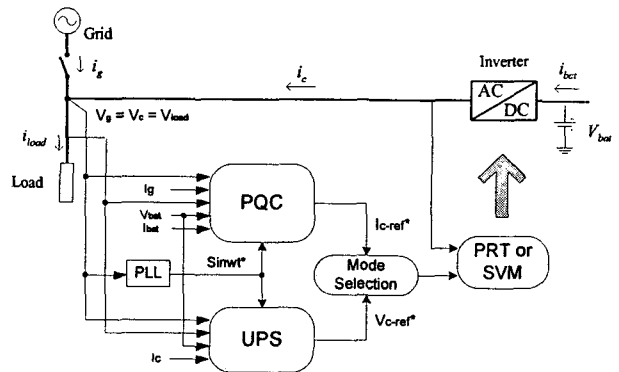 Grid
i_g
i_c
Inverter
i_bat
AC
DC
V_g = V_c = V_load
V_bat
i_load
Load
Ig
Vbat
Ibat
PQC
Ic-ref*
PLL
Sinwt*
Mode
Selection
PRT or
SVM
UPS
Vc-ref*
Ic